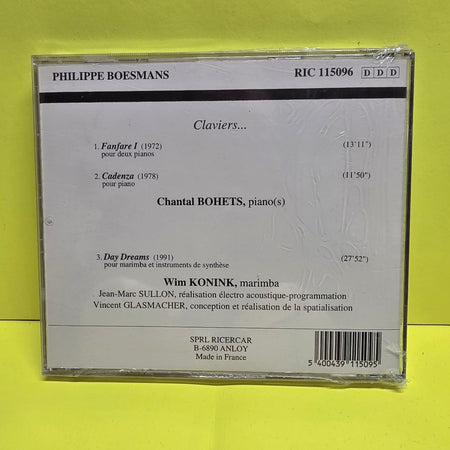 PHILIPPE BOESMANS RIC 115096 D D D
Claviers...
1. Fanfare I (1972) (13'11")
pour deux pianos
2. Cadenza (1978) (11'50")
pour piano
Chantal BOHETS, piano(s)
3. Day Dreams (1991) (27'52")
pour marimba et instruments de synthèse
Wim KONINK, marimba
Jean-Marc SULLON, réalisation électro acoustique-programmation
Vincent GLASMACHER, conception et réalisation de la spatialisation
SPRL RICERCAR
B-6890 ANLOY
Made in France
5 400439 115095